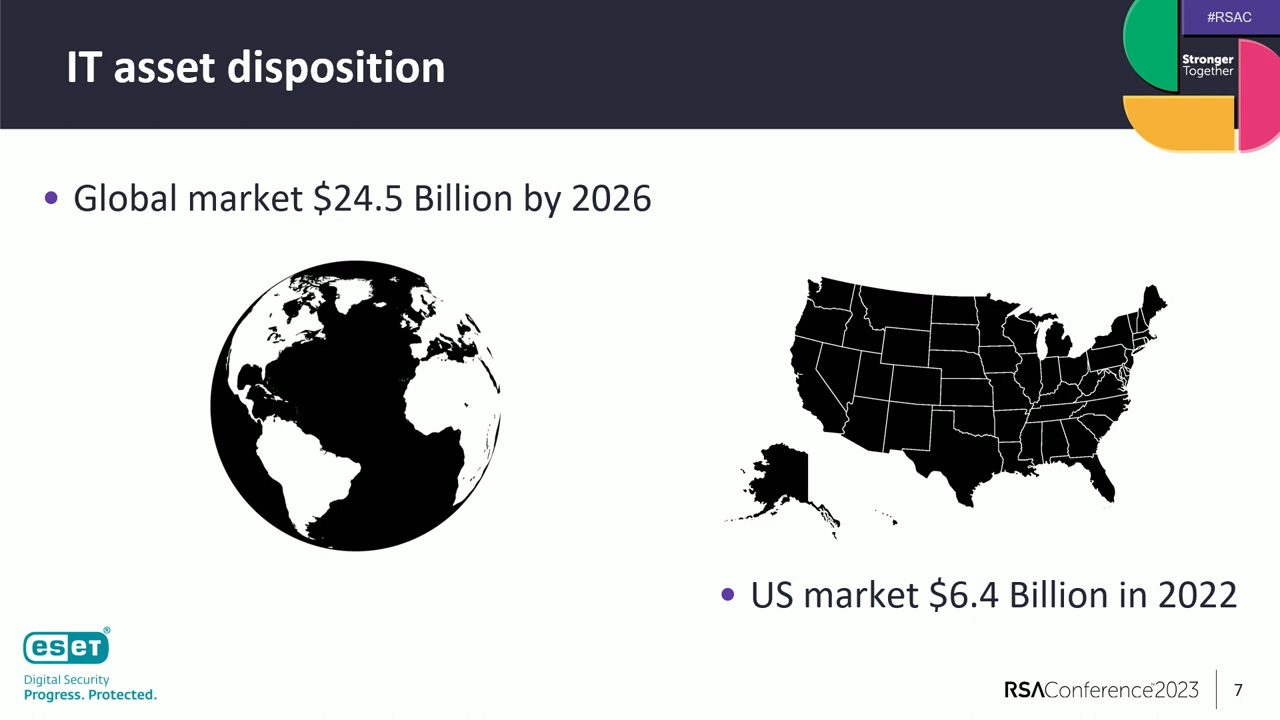 IT asset disposition
#RSAC
Stronger
Together
• Global market $24.5 Billion by 2026
• US market $6.4 Billion in 2022
eseT®
Digital Security
Progress. Protected.
RSAConference™2023
7